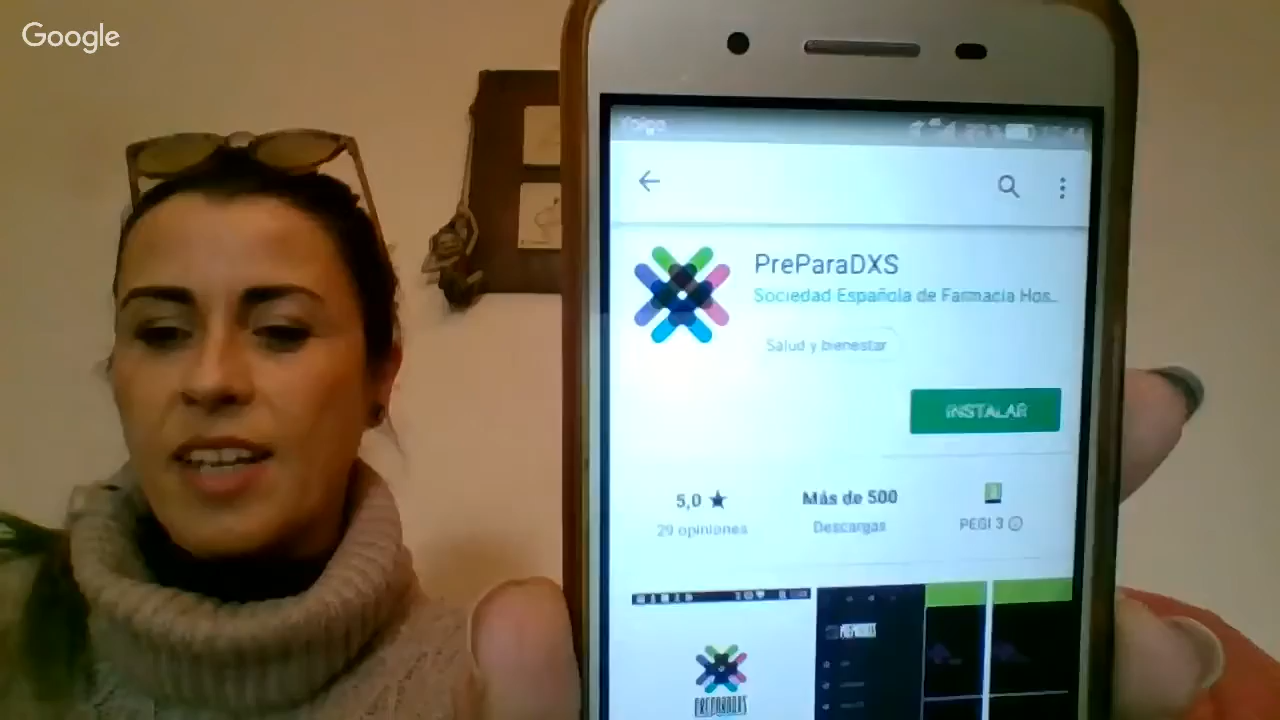 Google
PreParaDXS
Sociedad Española de Farmacia Hos...
Salud y bienestar
INSTALAR
5,0 ★
29 opiniones
Más de 500
Descargas
PEGI 3
PREPARADXS